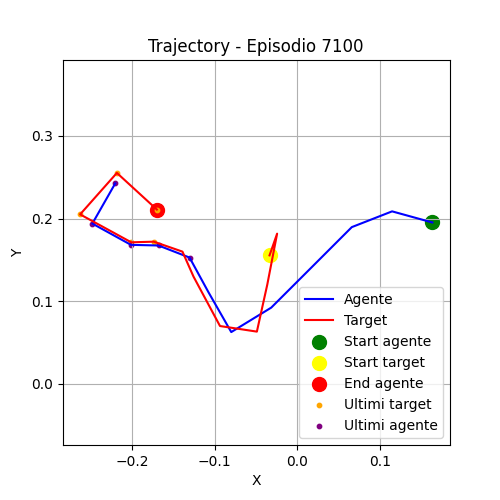 Trajectory - Episodio 7100
Y
0.3
0.2
0.1
0.0
−0.2
−0.1
0.0
0.1
X
Agente
Target
Start agente
Start target
End agente
Ultimi target
Ultimi agente